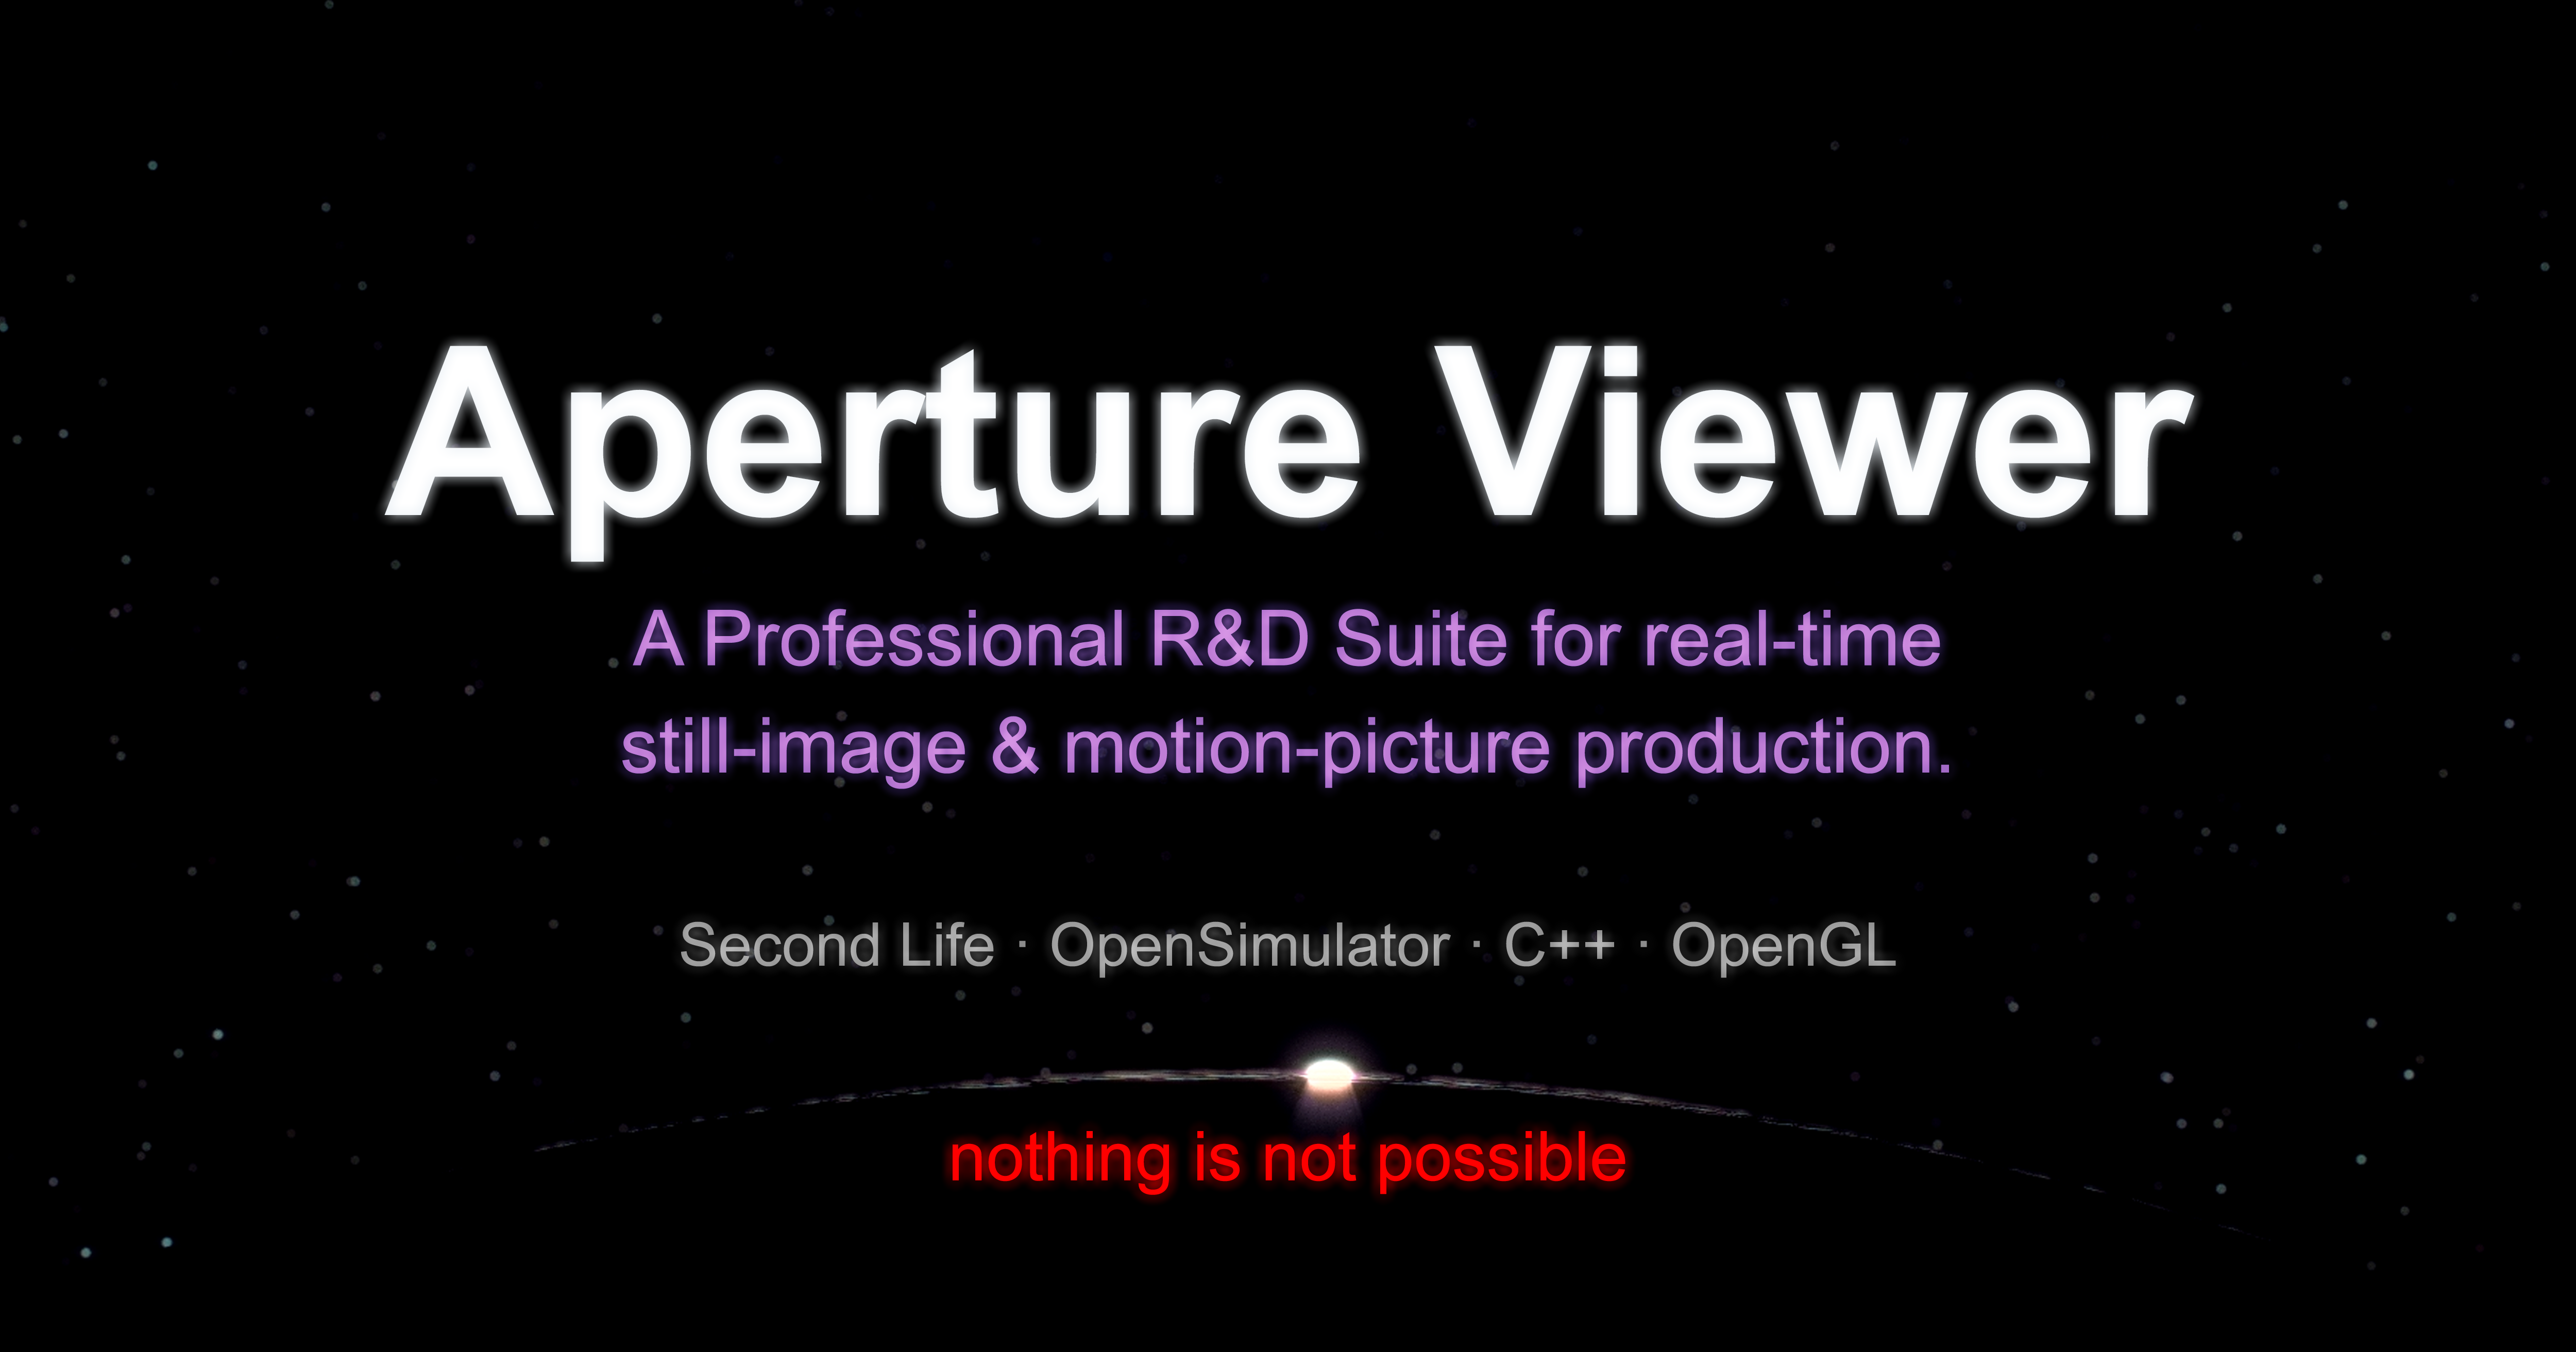 Aperture Viewer
A Professional R&D Suite for real-time
still-image & motion-picture production.
Second Life · OpenSimulator · C++ · OpenGL
nothing is not possible